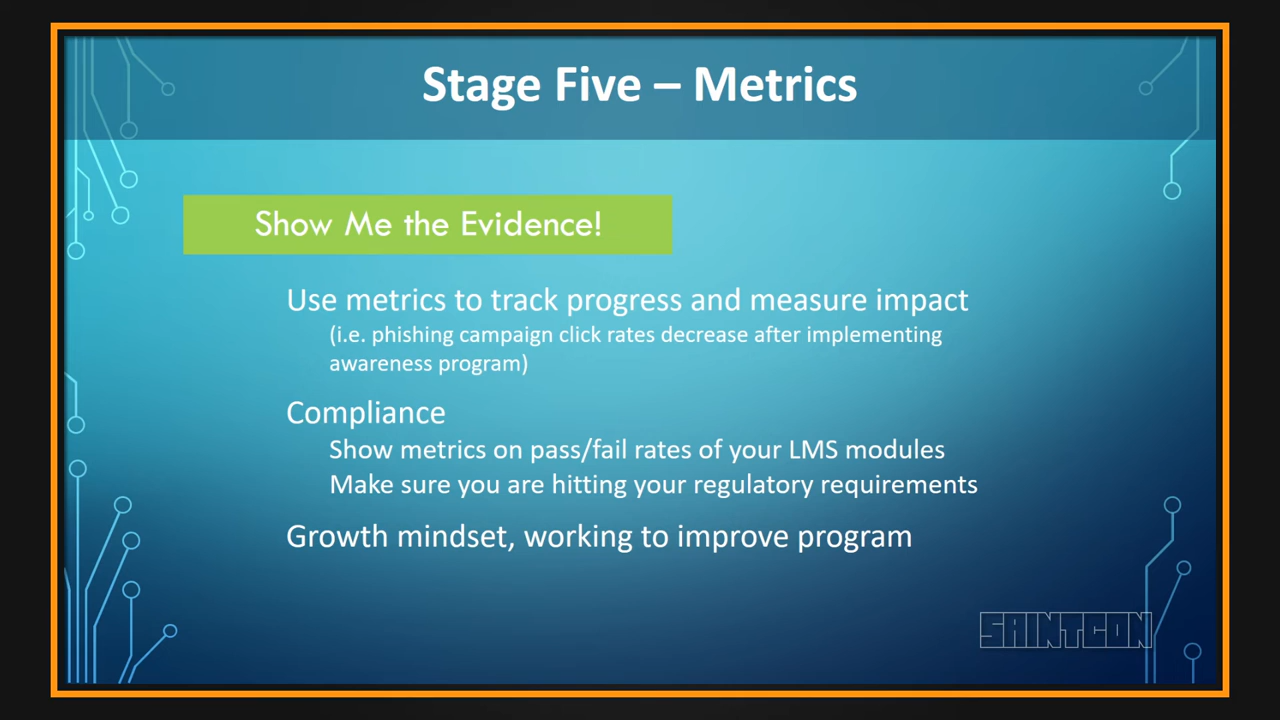 Stage Five – Metrics
Show Me the Evidence!
Use metrics to track progress and measure impact
(i.e. phishing campaign click rates decrease after implementing
awareness program)
Compliance
Show metrics on pass/fail rates of your LMS modules
Make sure you are hitting your regulatory requirements
Growth mindset, working to improve program
SAINTCON